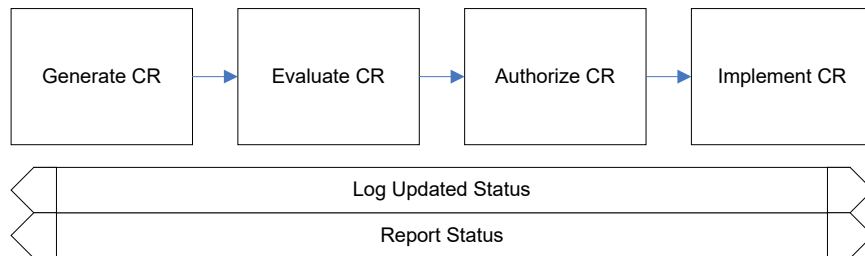 Generate CR
Evaluate CR
Authorize CR
Implement CR
Log Updated Status
Report Status